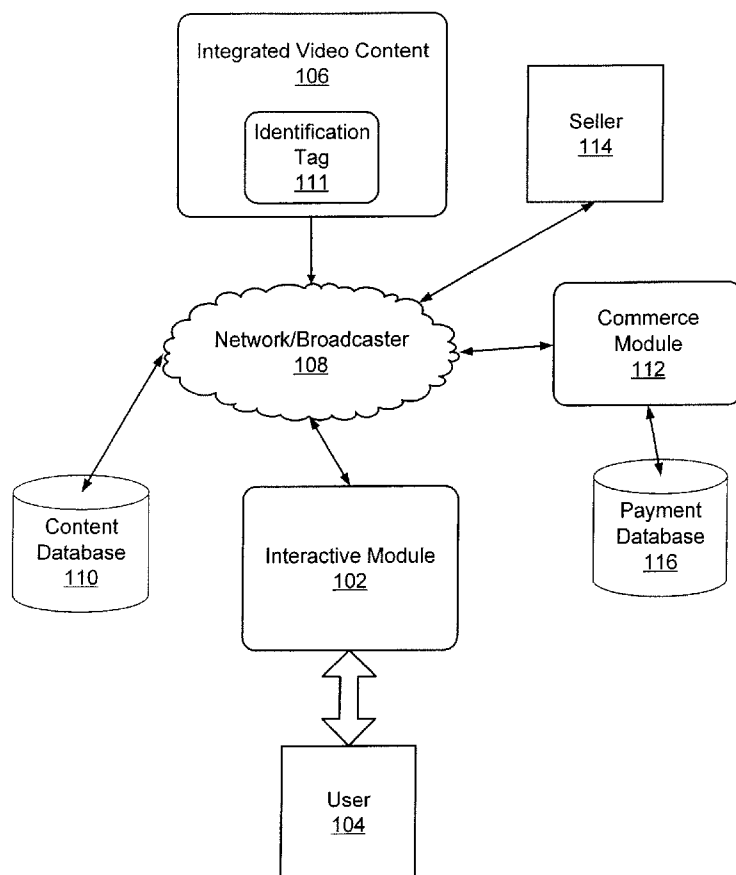 Integrated Video Content
106
Identification
Tag
111
Seller
114
Network/Broadcaster
108
Commerce
Module
112
Content
Database
110
Interactive Module
102
Payment
Database
116
User
104